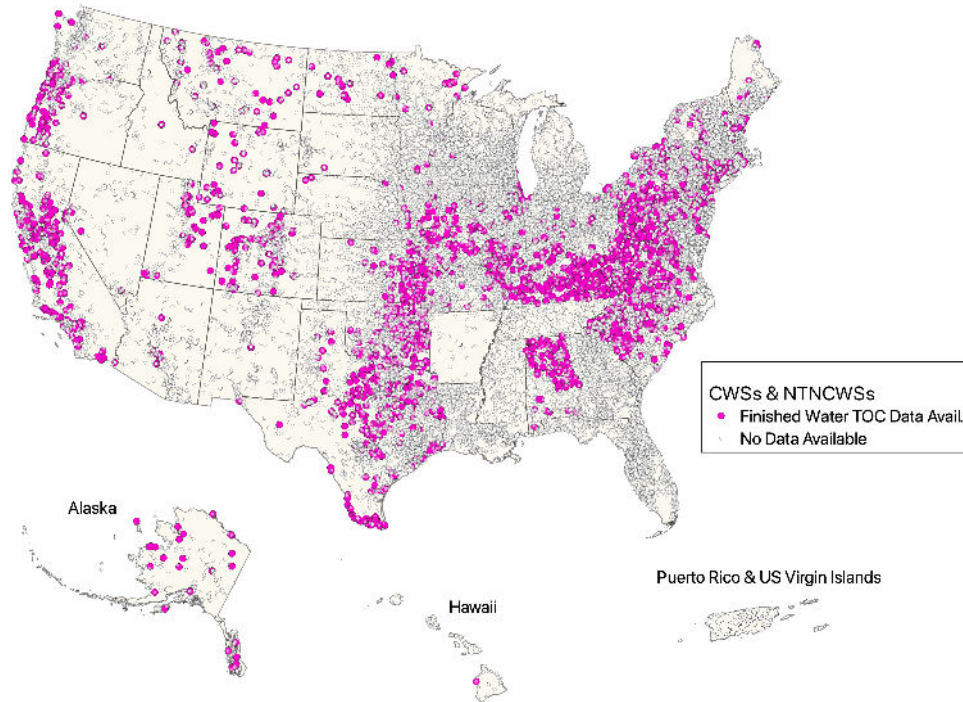 CWSs & NTNCWSs
Finished Water TOC Data Avail.
No Data Available
Alaska
Puerto Rico & US Virgin Islands
Hawaii